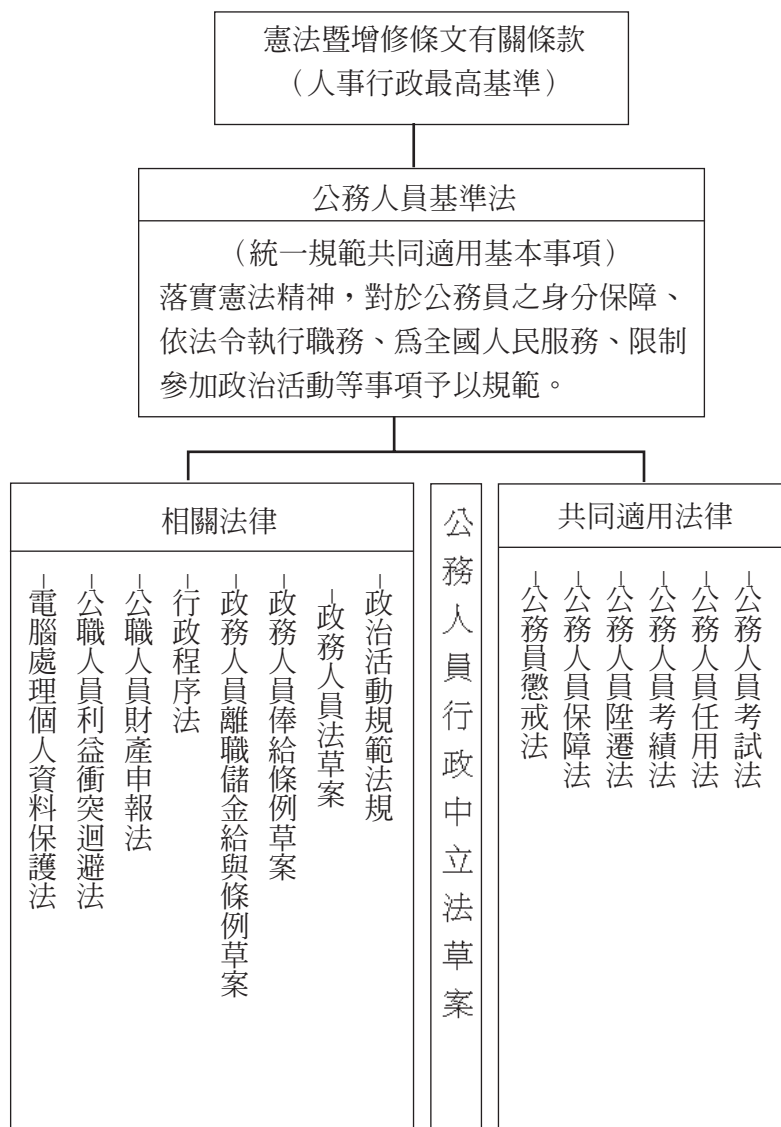 憲法暨增修條文有關條款
（人事行政最高基準）
公務人員基準法
（統一規範共同適用基本事項）
落實憲法精神，對於公務員之身分保障、
依法令執行職務、爲全國人民服務、限制
參加政治活動等事項予以規範。
相關法律
政治活動規範法規
政務人員法草案
政務人員俸給條例草案
政務人員離職儲金給與條例草案
行政程序法
公職人員財產申報法
公職人員利益衝突迴避法
電腦處理個人資料保護法
公務人員行政中立法草案
共同適用法律
公務人員考試法
公務人員任用法
公務人員考績法
公務人員陞遷法
公務人員保障法
公務員懲戒法